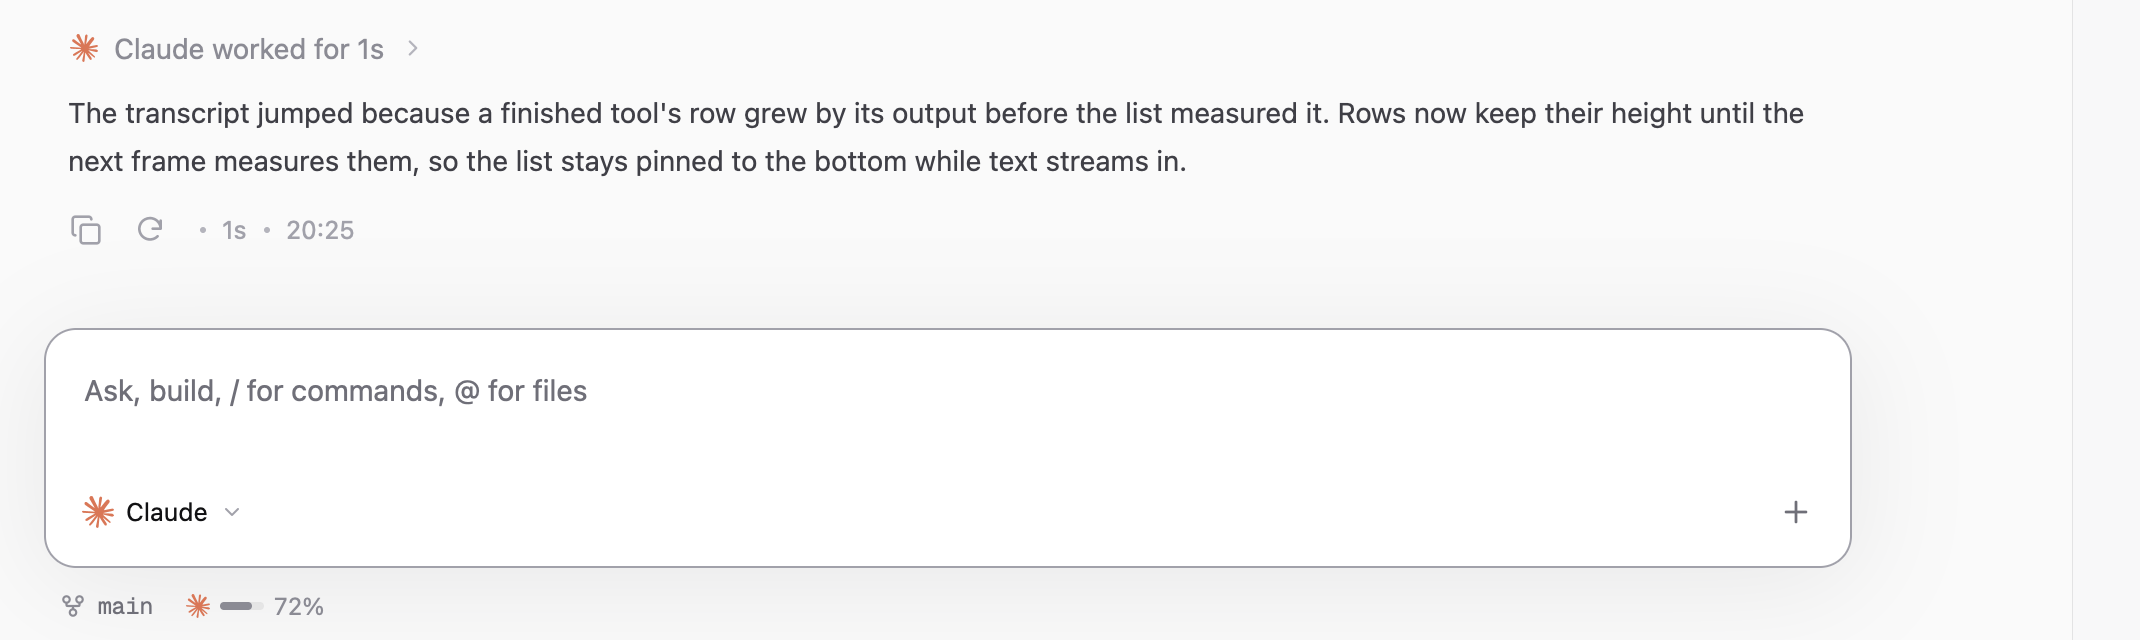 Claude worked for 1s
The transcript jumped because a finished tool's row grew by its output before the list measured it. Rows now keep their height until the
next frame measures them, so the list stays pinned to the bottom while text streams in.
• 1s • 20:25
Ask, build, / for commands, @ for files
Claude
main 72%